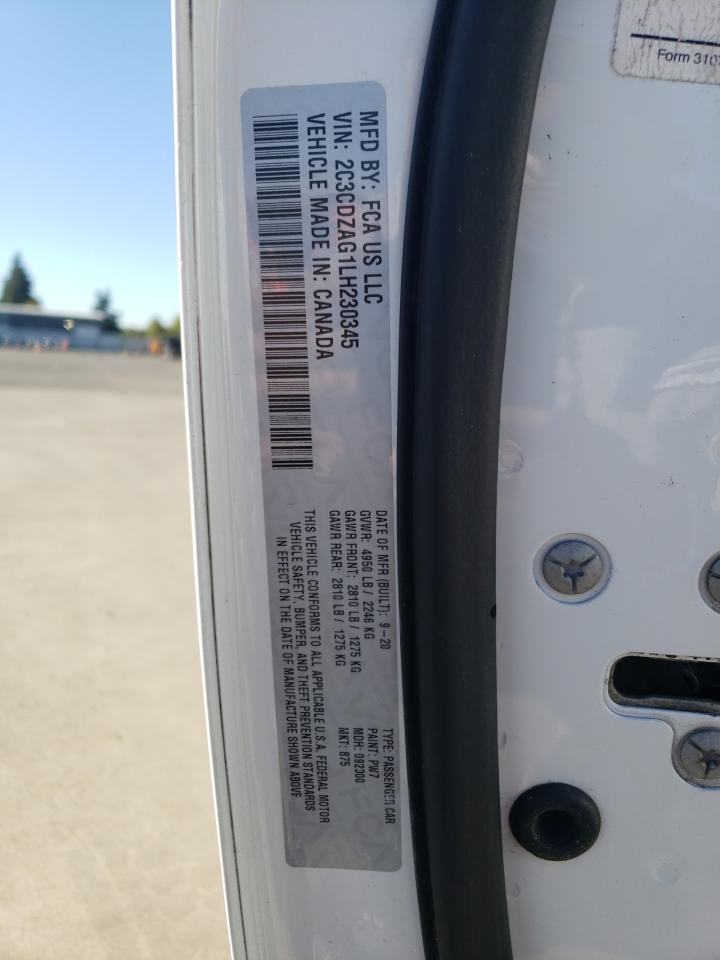 MFD BY: FCA US LLC
VIN: 2C3CDZAG1LH230345
VEHICLE MADE IN: CANADA
DATE OF MFR (BUILT): 9-20
GVWR: 4950 LB / 2246 KG
GAWR FRONT: 2810 LB / 1275 KG
GAWR REAR: 2810 LB / 1275 KG
THIS VEHICLE CONFORMS TO ALL APPLICABLE U.S.A. FEDERAL MOTOR
VEHICLE SAFETY, BUMPER, AND THEFT PREVENTION STANDARDS
IN EFFECT ON THE DATE OF MANUFACTURE SHOWN ABOVE.
TYPE: PASSENGER CAR
PAINT: PW7
MDH: 092300
MKT: 875
Form 310